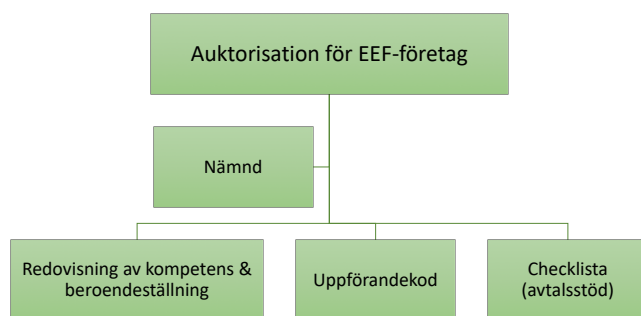 Auktorisation för EEF-företag
Nämnd
Redovisning av kompetens &
beroendeställning
Uppförandekod
Checklista
(avtalsstöd)